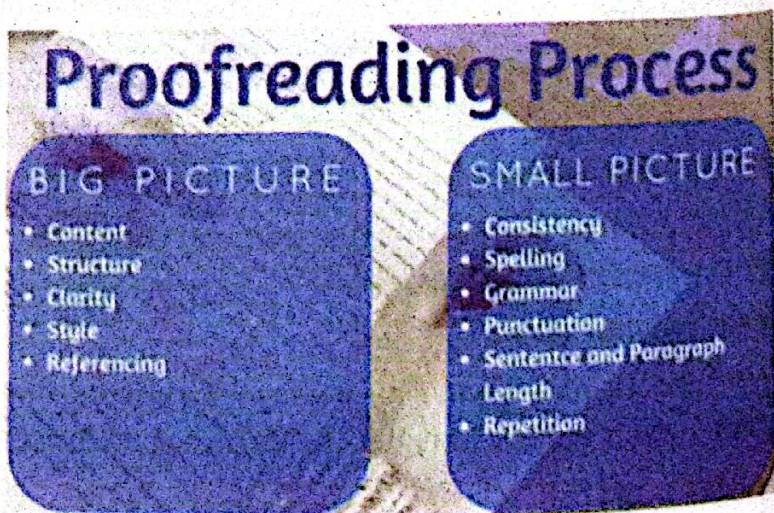 Proofreading Process
BIG PICTURE
• Content
• Structure
• Clarity
• Style
• Referencing
SMALL PICTURE
• Consistency
• Spelling
• Grammar
• Punctuation
• Sententce and Paragraph
Length
• Repetition